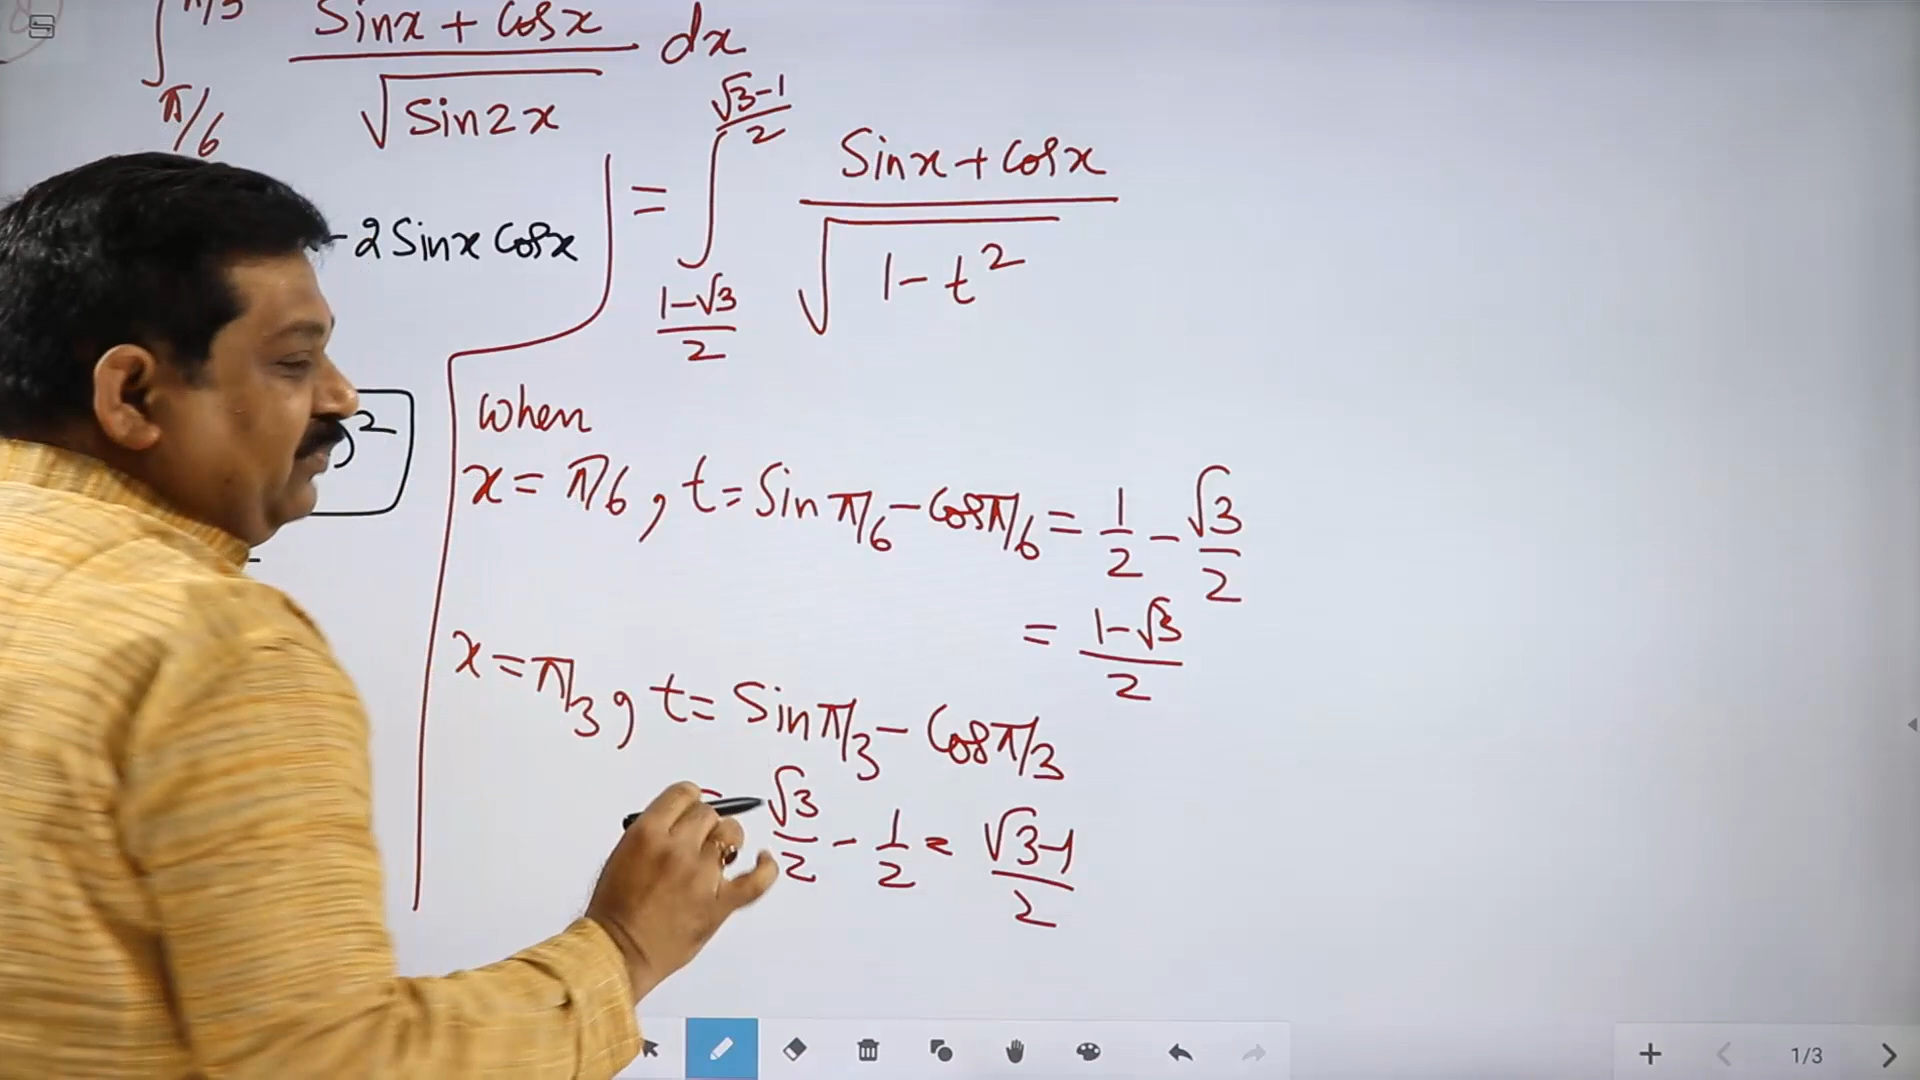 ∫_{π/6}^{π/3} (Sinx + Cosx)/√(Sin2x) dx
-2 Sinx Cosx
)²
= ∫_{(1-√3)/2}^{(√3-1)/2} (Sinx + Cosx)/√(1-t²)
When
x = π/6, t = Sin π/6 - Cos π/6 = 1/2 - √3/2
= (1-√3)/2
x = π/3, t = Sin π/3 - Cos π/3
= √3/2 - 1/2 = (√3-1)/2
1/3